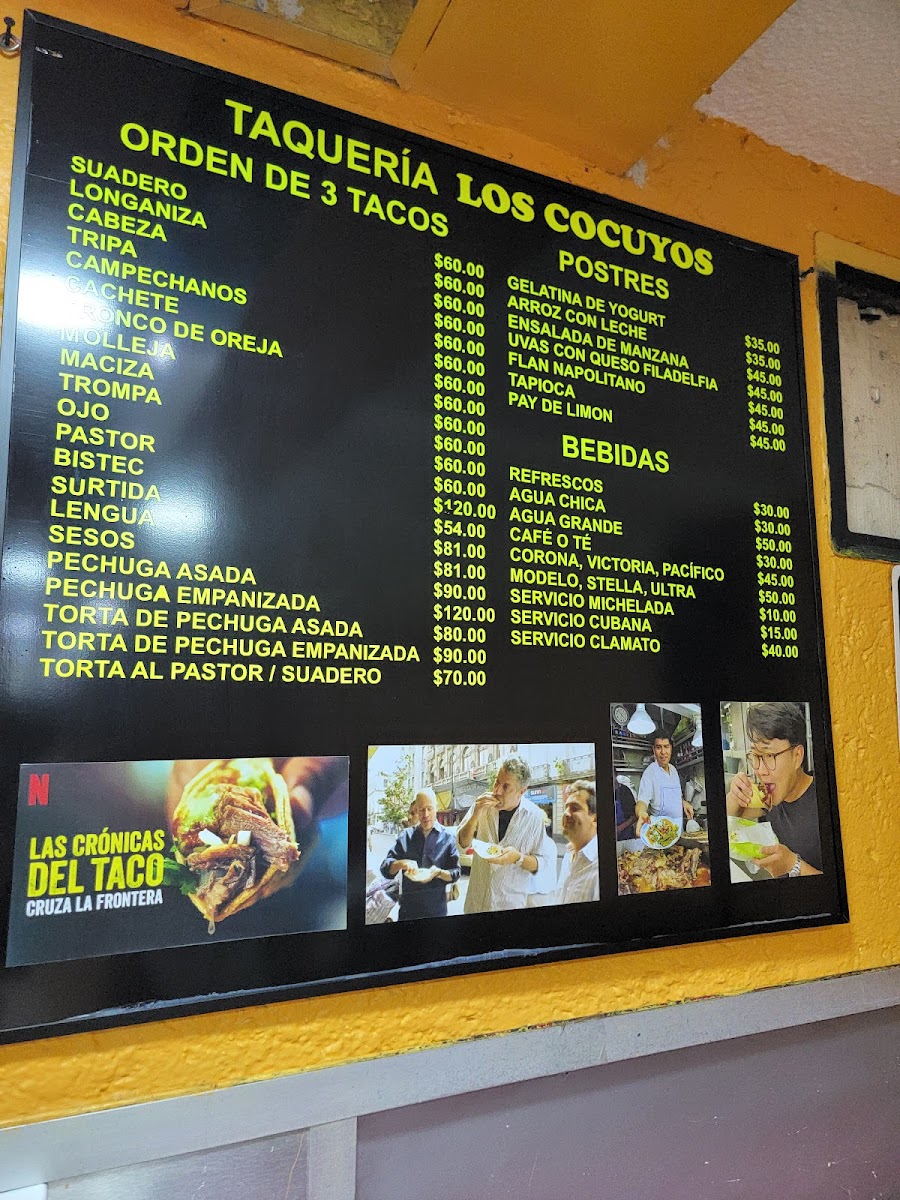 TAQUERÍA LOS COCUYOS
ORDEN DE 3 TACOS
SUADERO $60.00
LONGANIZA $60.00
CABEZA $60.00
TRIPA $60.00
CAMPECHANOS $60.00
CACHETE $60.00
TRONCO DE OREJA $60.00
MOLLEJA $60.00
MACIZA $60.00
TROMPA $60.00
OJO $60.00
PASTOR $60.00
BISTEC $120.00
SURTIDA $54.00
LENGUA $81.00
SESOS $81.00
PECHUGA ASADA $90.00
PECHUGA EMPANIZADA $120.00
TORTA DE PECHUGA ASADA $80.00
TORTA DE PECHUGA EMPANIZADA $90.00
TORTA AL PASTOR / SUADERO $70.00
POSTRES
GELATINA DE YOGURT $35.00
ARROZ CON LECHE $35.00
ENSALADA DE MANZANA $45.00
UVAS CON QUESO FILADELFIA $45.00
FLAN NAPOLITANO $45.00
TAPIOCA $45.00
PAY DE LIMON $45.00
BEBIDAS
REFRESCOS $30.00
AGUA CHICA $30.00
AGUA GRANDE $50.00
CAFÉ O TÉ $30.00
CORONA, VICTORIA, PACÍFICO $45.00
MODELO, STELLA, ULTRA $50.00
SERVICIO MICHELADA $10.00
SERVICIO CUBANA $15.00
SERVICIO CLAMATO $40.00
N
LAS CRÓNICAS
DEL TACO
CRUZA LA FRONTERA